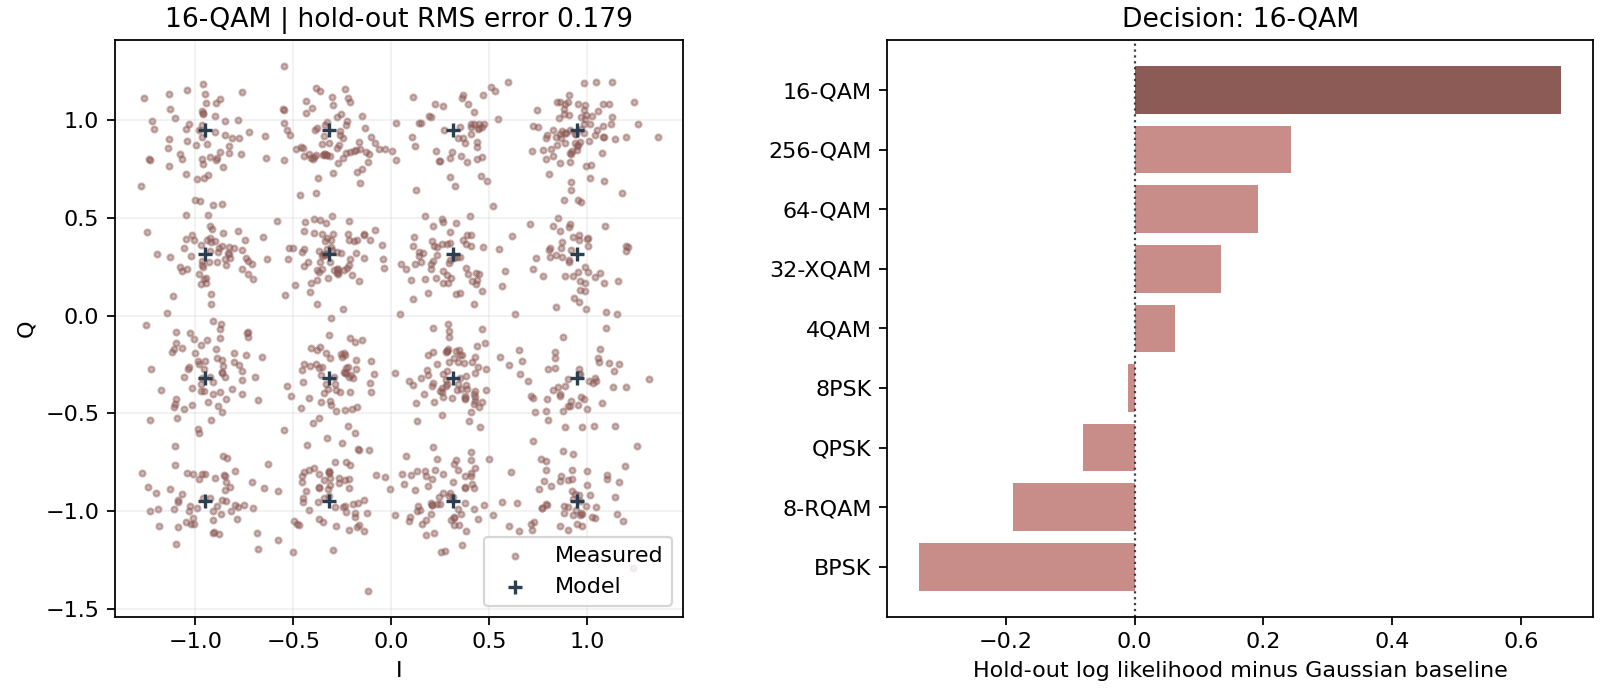 16-QAM | hold-out RMS error 0.179
1.0
0.5
0.0
−0.5
−1.0
−1.5
Q
−1.0
−0.5
0.0
0.5
1.0
I
Measured
Model
Decision: 16-QAM
16-QAM
256-QAM
64-QAM
32-XQAM
4QAM
8PSK
QPSK
8-RQAM
BPSK
−0.2
0.0
0.2
0.4
0.6
Hold-out log likelihood minus Gaussian baseline